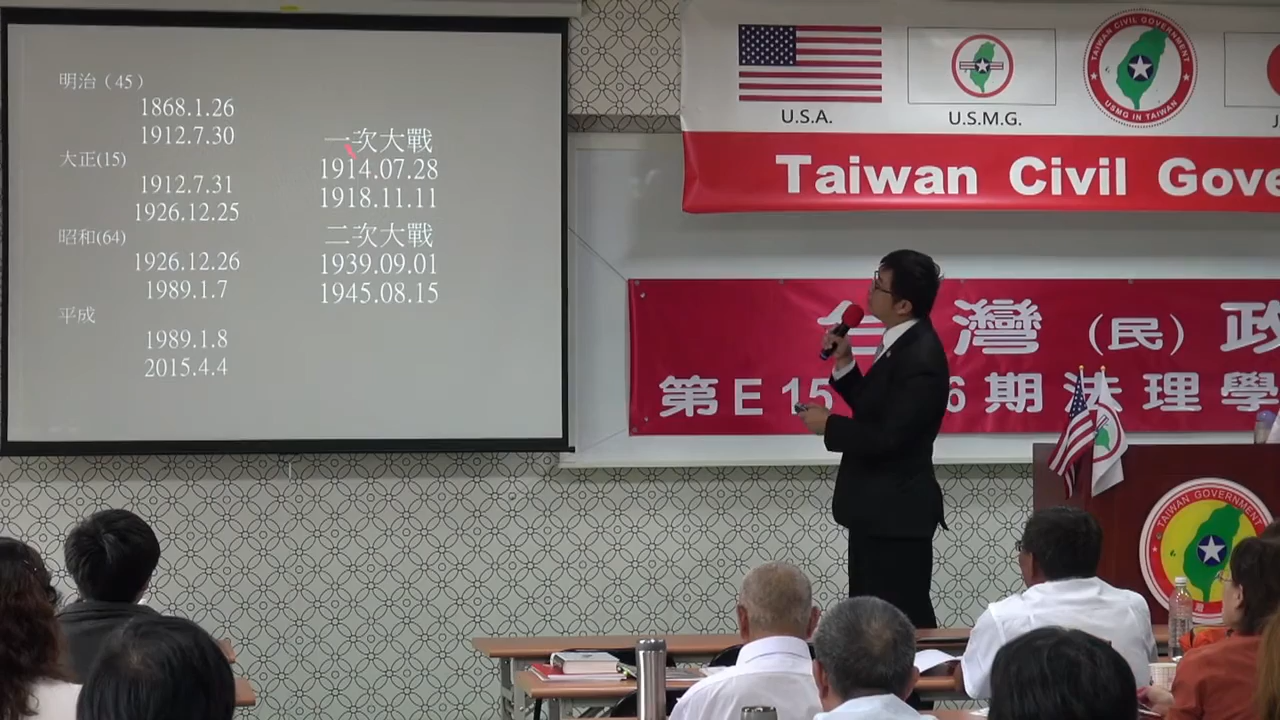 明治（45）
1868.1.26
1912.7.30
大正(15)
1912.7.31
1926.12.25
昭和(64)
1926.12.26
1989.1.7
平成
1989.1.8
2015.4.4
一次大戰
1914.07.28
1918.11.11
二次大戰
1939.09.01
1945.08.15
U.S.A.
U.S.M.G.
TAIWAN CIVIL GOVERNMENT
USMG IN TAIWAN
J
Taiwan Civil Gove
台灣（民）政
第E15 6期法理學
TAIWAN GOVERNMENT